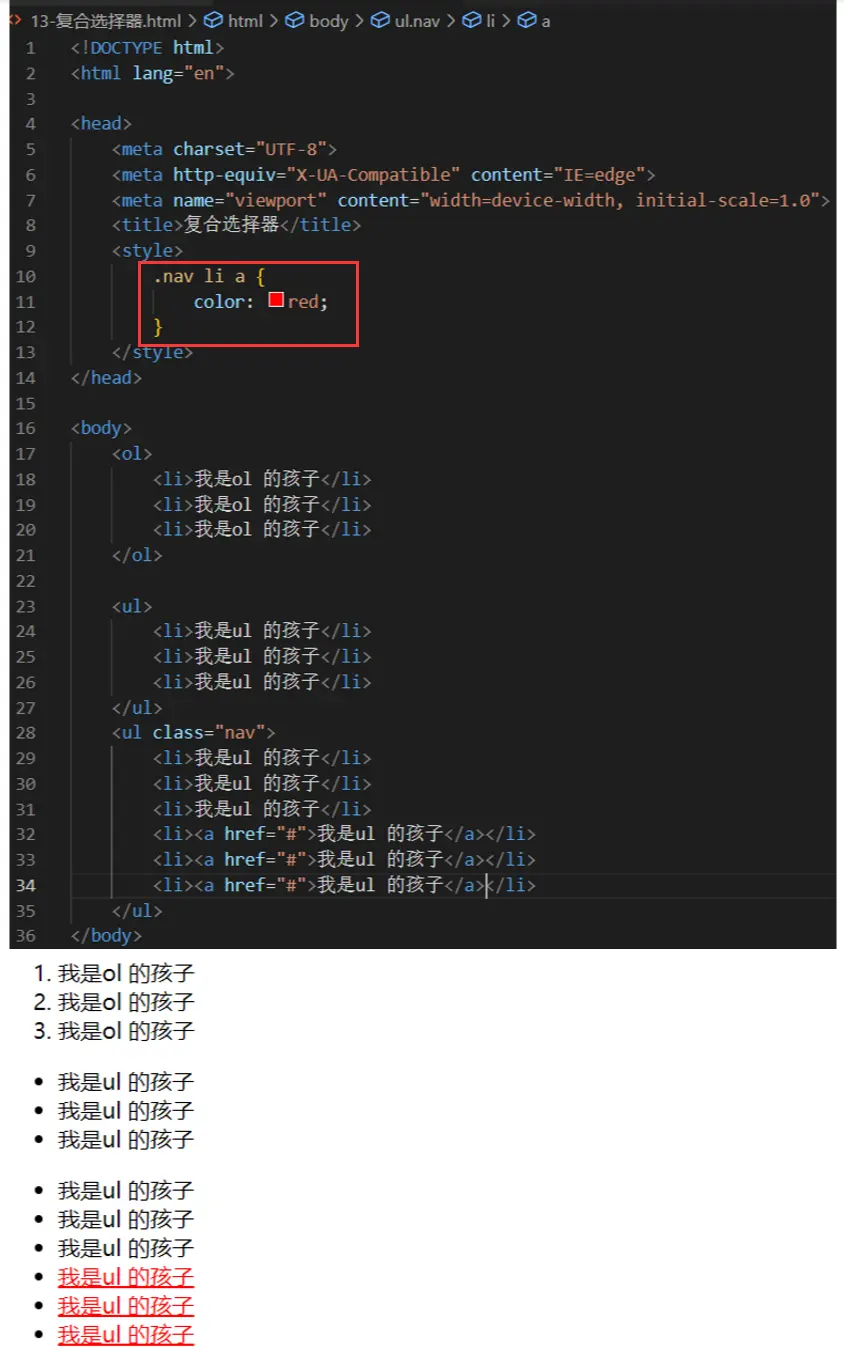 13-复合选择器.html > html > body > ul.nav > li > a
1 <!DOCTYPE html>
2 <html lang="en">
3
4 <head>
5     <meta charset="UTF-8">
6     <meta http-equiv="X-UA-Compatible" content="IE=edge">
7     <meta name="viewport" content="width=device-width, initial-scale=1.0">
8     <title>复合选择器</title>
9     <style>
10         .nav li a {
11             color: red;
12         }
13     </style>
14 </head>
15
16 <body>
17     <ol>
18         <li>我是ol 的孩子</li>
19         <li>我是ol 的孩子</li>
20         <li>我是ol 的孩子</li>
21     </ol>
22
23     <ul>
24         <li>我是ul 的孩子</li>
25         <li>我是ul 的孩子</li>
26         <li>我是ul 的孩子</li>
27     </ul>
28     <ul class="nav">
29         <li>我是ul 的孩子</li>
30         <li>我是ul 的孩子</li>
31         <li>我是ul 的孩子</li>
32         <li><a href="#">我是ul 的孩子</a></li>
33         <li><a href="#">我是ul 的孩子</a></li>
34         <li><a href="#">我是ul 的孩子</a></li>
35     </ul>
36 </body>
1. 我是ol 的孩子
2. 我是ol 的孩子
3. 我是ol 的孩子
• 我是ul 的孩子
• 我是ul 的孩子
• 我是ul 的孩子
• 我是ul 的孩子
• 我是ul 的孩子
• 我是ul 的孩子
• 我是ul 的孩子
• 我是ul 的孩子
• 我是ul 的孩子